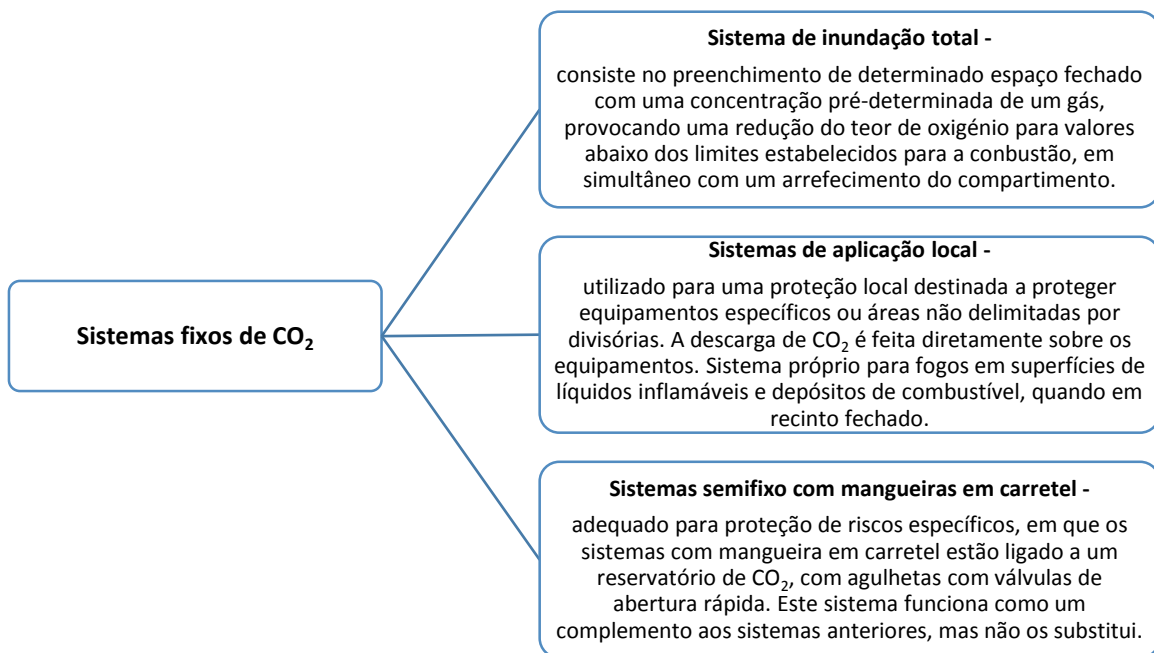 Sistemas fixos de CO₂
Sistema de inundação total -
consiste no preenchimento de determinado espaço fechado
com uma concentração pré-determinada de um gás,
provocando uma redução do teor de oxigénio para valores
abaixo dos limites estabelecidos para a conbustão, em
simultâneo com um arrefecimento do compartimento.
Sistemas de aplicação local -
utilizado para uma proteção local destinada a proteger
equipamentos específicos ou áreas não delimitadas por
divisórias. A descarga de CO₂ é feita diretamente sobre os
equipamentos. Sistema próprio para fogos em superfícies de
líquidos inflamáveis e depósitos de combustível, quando em
recinto fechado.
Sistemas semifixo com mangueiras em carretel -
adequado para proteção de riscos específicos, em que os
sistemas com mangueira em carretel estão ligado a um
reservatório de CO₂, com agulhetas com válvulas de
abertura rápida. Este sistema funciona como um
complemento aos sistemas anteriores, mas não os substitui.